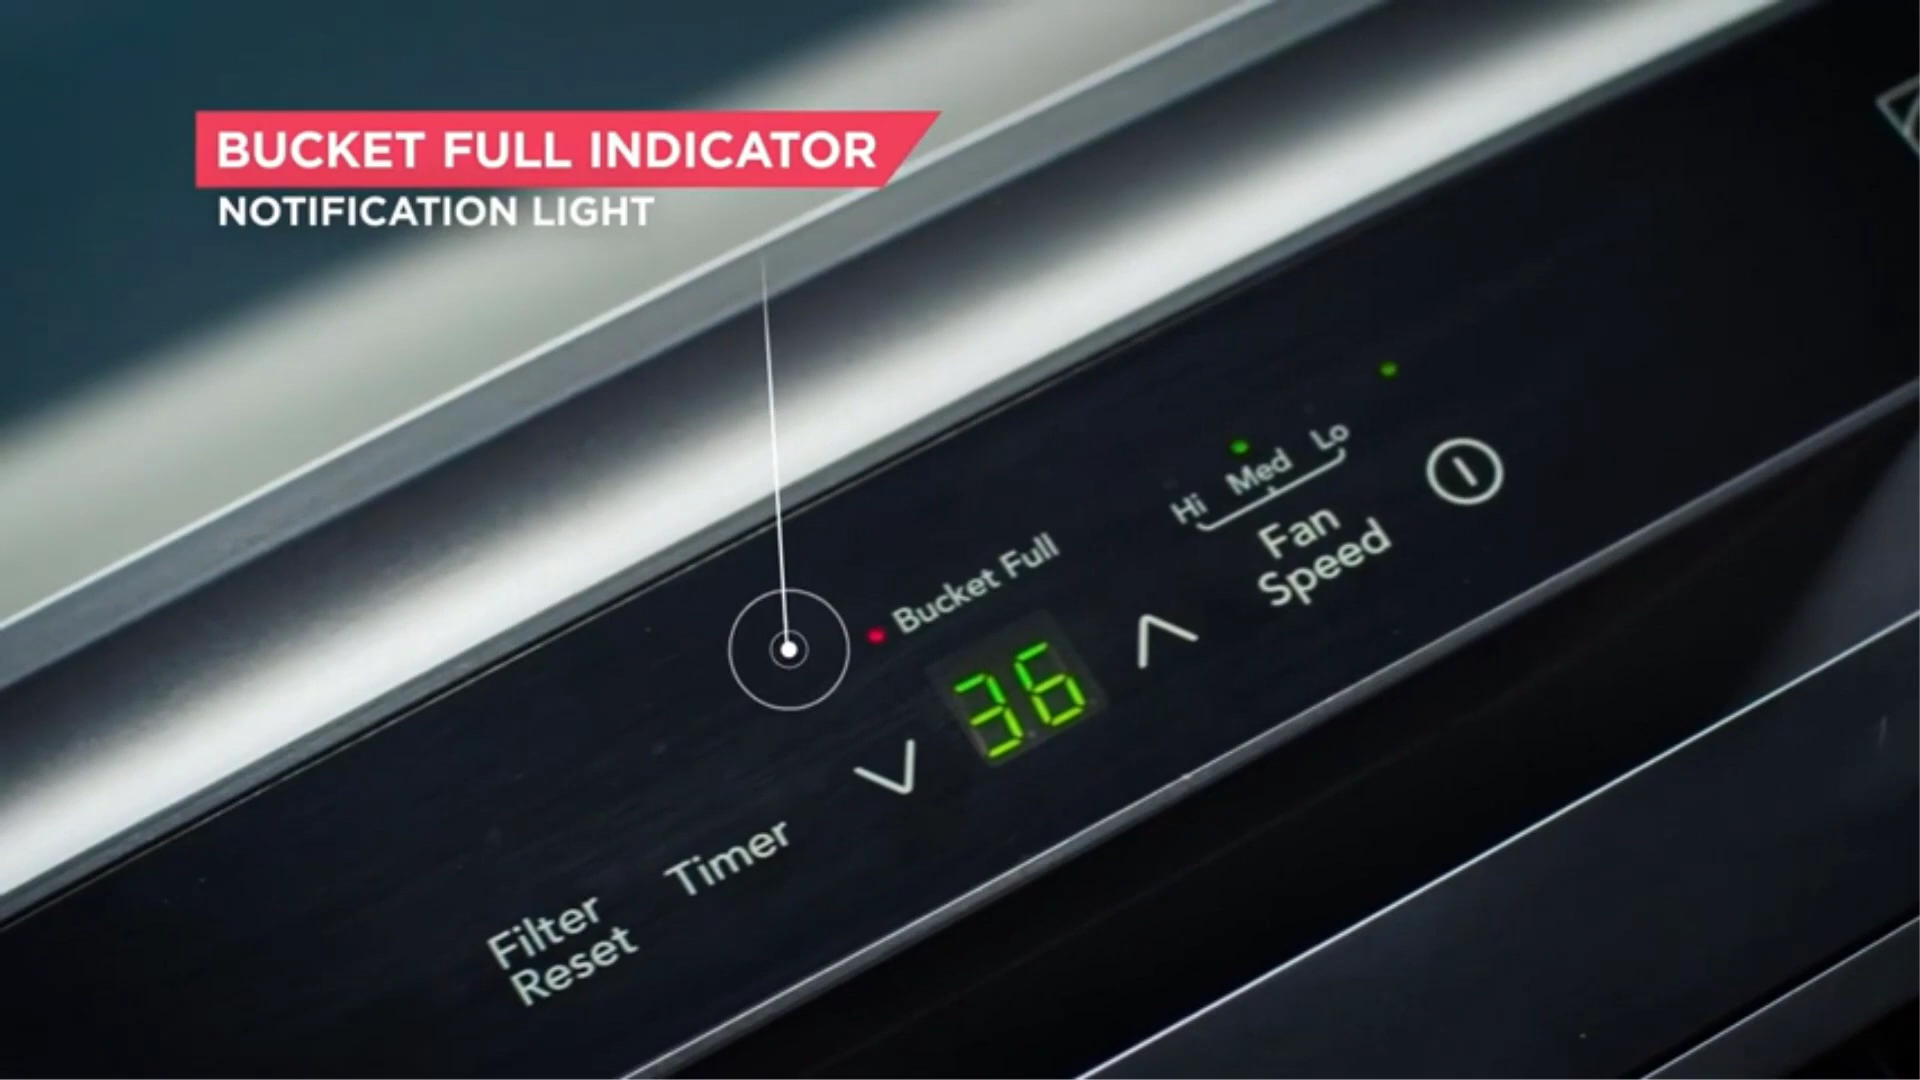 BUCKET FULL INDICATOR
NOTIFICATION LIGHT
Hi Med Lo
Fan
Speed
Bucket Full
36
Timer
Filter
Reset